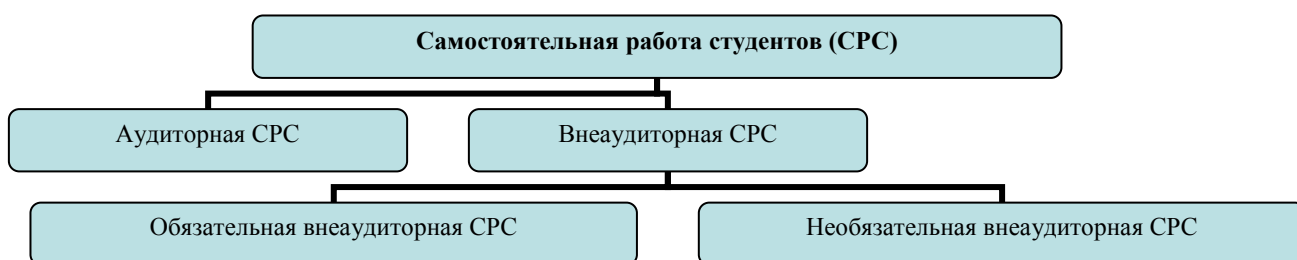 Самостоятельная работа студентов (СРС)
Аудиторная СРС
Внеаудиторная СРС
Обязательная внеаудиторная СРС
Необязательная внеаудиторная СРС